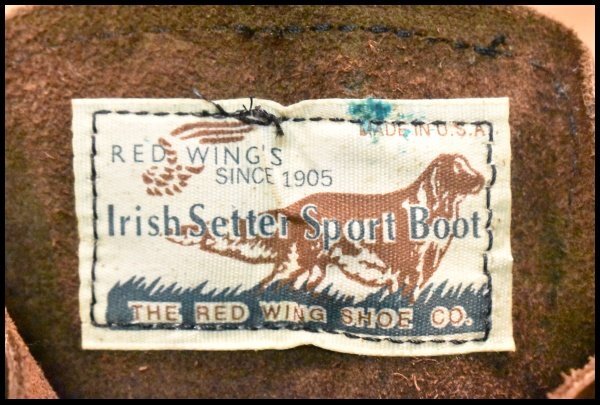 MADE IN U.S.A
RED WING'S
SINCE 1905
Irish Setter Sport Boot
THE RED WING SHOE CO.